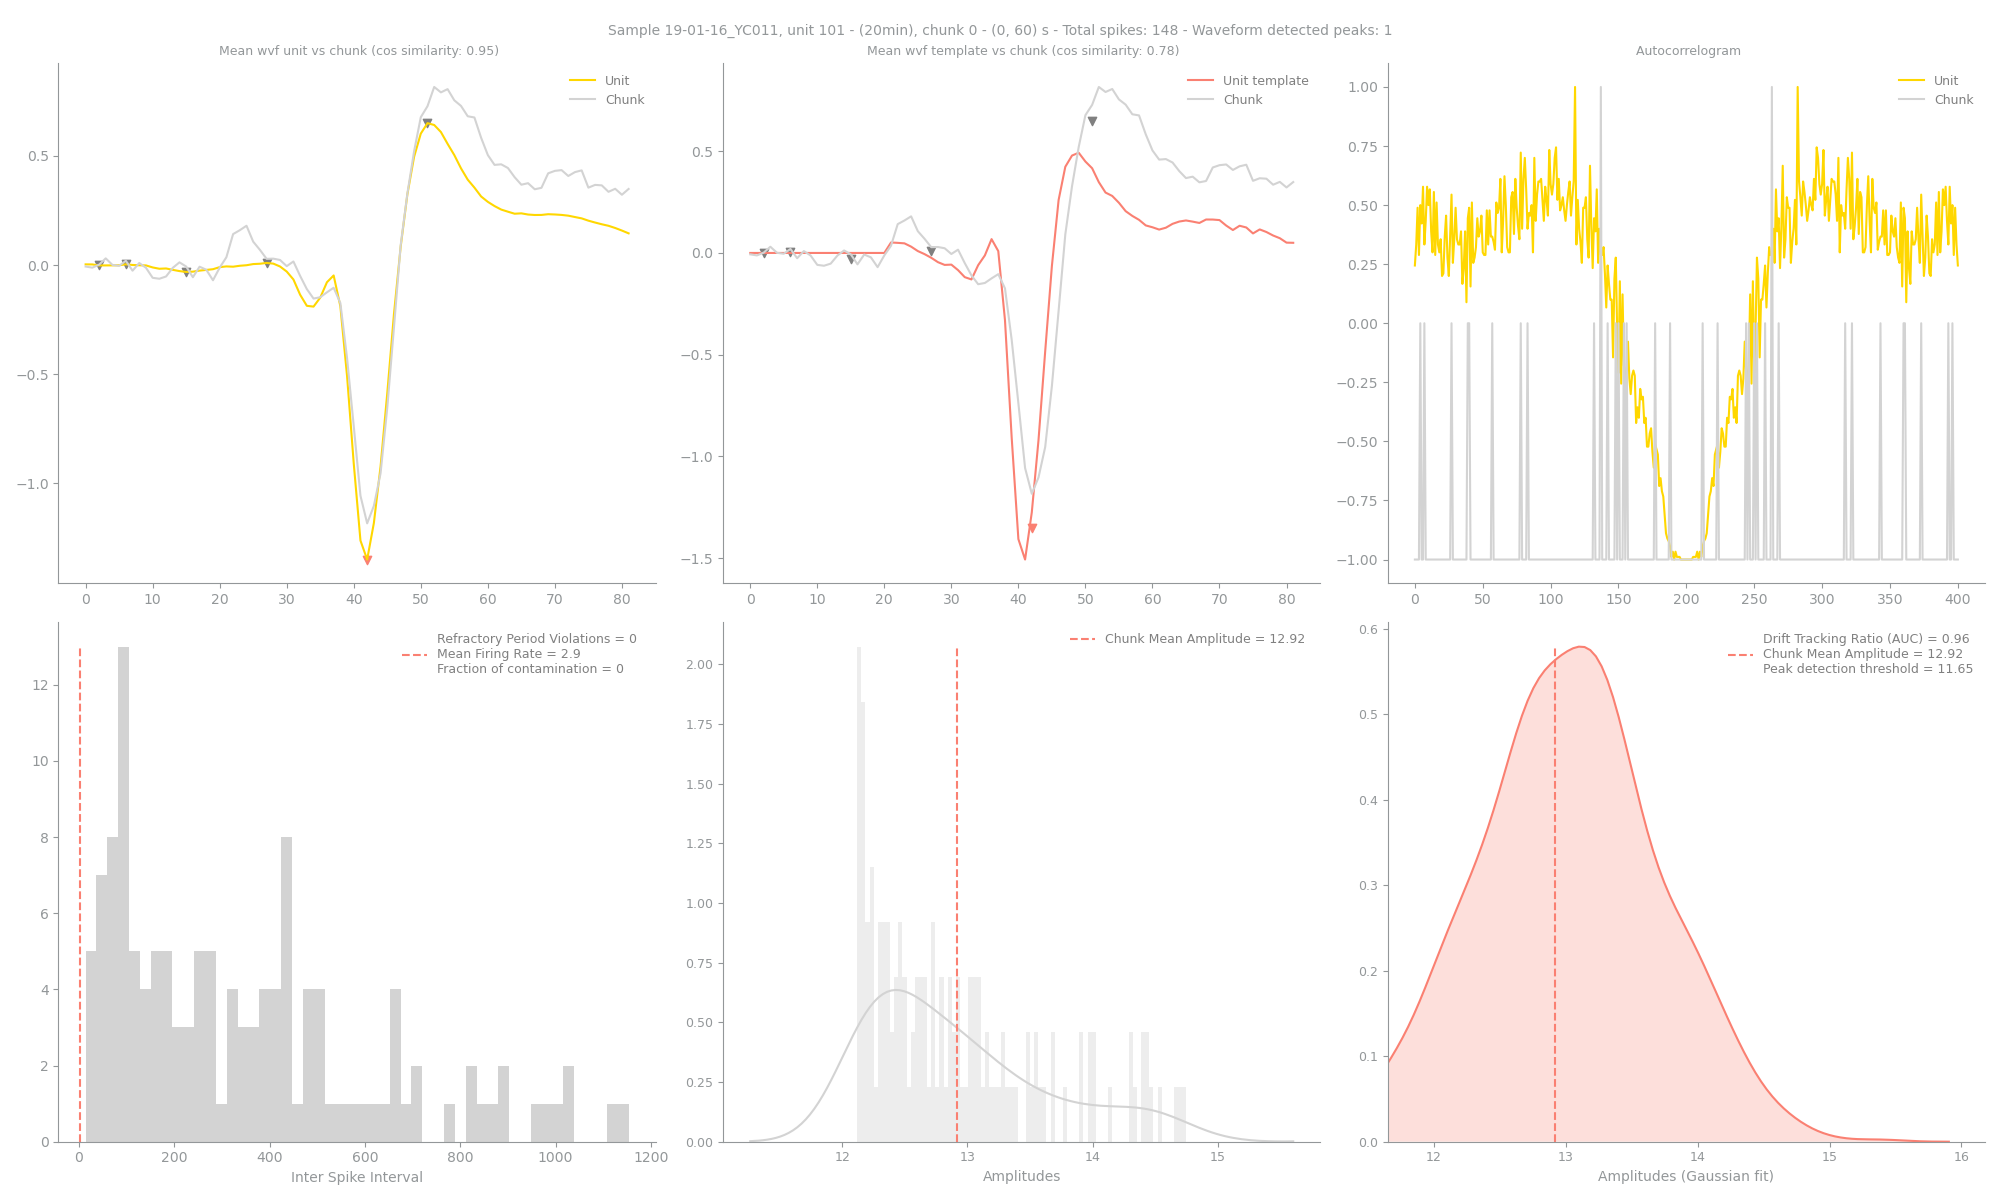 Sample 19-01-16_YC011, unit 101 - (20min), chunk 0 - (0, 60) s - Total spikes: 148 - Waveform detected peaks: 1
Mean wvf unit vs chunk (cos similarity: 0.95)
Unit
Chunk
0.5
0.0
−0.5
−1.0
0 10 20 30 40 50 60 70 80
Mean wvf template vs chunk (cos similarity: 0.78)
Unit template
Chunk
0.5
0.0
−0.5
−1.0
−1.5
0 10 20 30 40 50 60 70 80
Autocorrelogram
Unit
Chunk
1.00
0.75
0.50
0.25
0.00
−0.25
−0.50
−0.75
−1.00
0 50 100 150 200 250 300 350 400
Refractory Period Violations = 0
Mean Firing Rate = 2.9
Fraction of contamination = 0
12
10
8
6
4
2
0
0 200 400 600 800 1000 1200
Inter Spike Interval
Chunk Mean Amplitude = 12.92
2.00
1.75
1.50
1.25
1.00
0.75
0.50
0.25
0.00
12 13 14 15
Amplitudes
Drift Tracking Ratio (AUC) = 0.96
Chunk Mean Amplitude = 12.92
Peak detection threshold = 11.65
0.6
0.5
0.4
0.3
0.2
0.1
0.0
12 13 14 15 16
Amplitudes (Gaussian fit)